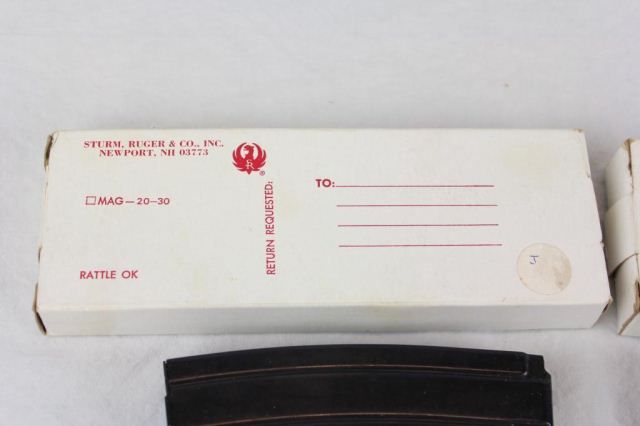 STURM, RUGER & CO., INC.
NEWPORT, NH 03773
R
®
MAG — 20-30
RATTLE OK
RETURN REQUESTED:
TO:
J